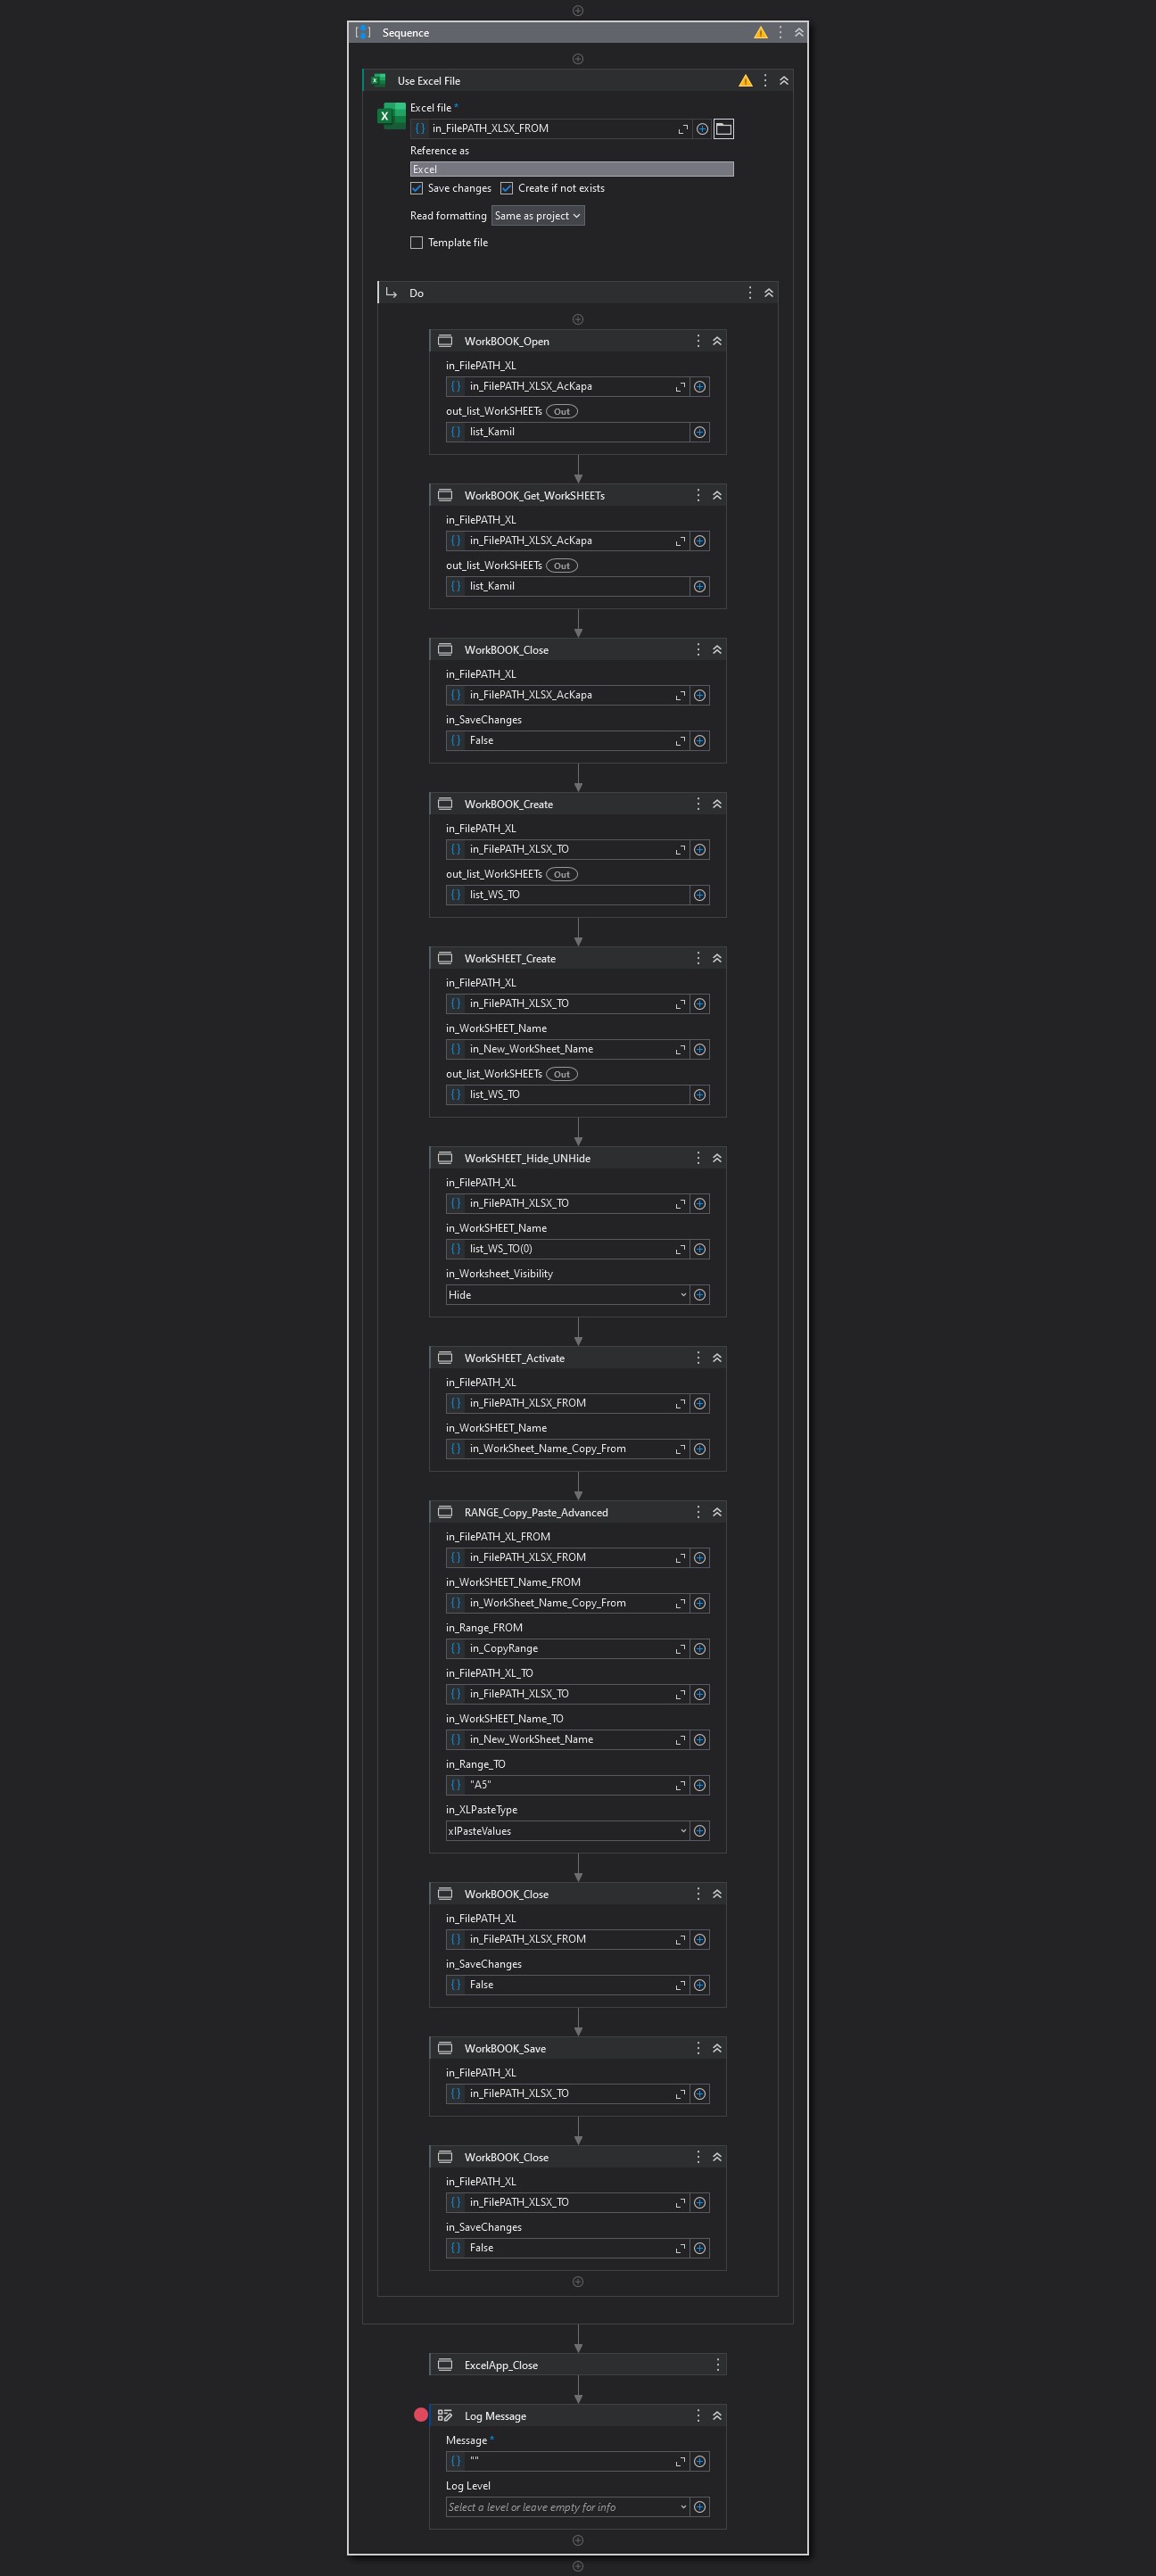 Sequence
Use Excel File
Excel file *
in_FilePATH_XLSX_FROM
Reference as
Excel
Save changes Create if not exists
Read formatting Same as project
Template file
Do
WorkBOOK_Open
in_FilePATH_XL
in_FilePATH_XLSX_AcKapa
out_list_WorkSHEETs Out
list_Kamil
WorkBOOK_Get_WorkSHEETs
in_FilePATH_XL
in_FilePATH_XLSX_AcKapa
out_list_WorkSHEETs Out
list_Kamil
WorkBOOK_Close
in_FilePATH_XL
in_FilePATH_XLSX_AcKapa
in_SaveChanges
False
WorkBOOK_Create
in_FilePATH_XL
in_FilePATH_XLSX_TO
out_list_WorkSHEETs Out
list_WS_TO
WorkSHEET_Create
in_FilePATH_XL
in_FilePATH_XLSX_TO
in_WorkSHEET_Name
in_New_WorkSheet_Name
out_list_WorkSHEETs Out
list_WS_TO
WorkSHEET_Hide_UNHide
in_FilePATH_XL
in_FilePATH_XLSX_TO
in_WorkSHEET_Name
list_WS_TO(0)
in_Worksheet_Visibility
Hide
WorkSHEET_Activate
in_FilePATH_XL
in_FilePATH_XLSX_FROM
in_WorkSHEET_Name
in_WorkSheet_Name_Copy_From
RANGE_Copy_Paste_Advanced
in_FilePATH_XL_FROM
in_FilePATH_XLSX_FROM
in_WorkSHEET_Name_FROM
in_WorkSheet_Name_Copy_From
in_Range_FROM
in_CopyRange
in_FilePATH_XL_TO
in_FilePATH_XLSX_TO
in_WorkSHEET_Name_TO
in_New_WorkSheet_Name
in_Range_TO
"A5"
in_XLPasteType
xlPasteValues
WorkBOOK_Close
in_FilePATH_XL
in_FilePATH_XLSX_FROM
in_SaveChanges
False
WorkBOOK_Save
in_FilePATH_XL
in_FilePATH_XLSX_TO
WorkBOOK_Close
in_FilePATH_XL
in_FilePATH_XLSX_TO
in_SaveChanges
False
ExcelApp_Close
Log Message
Message *
""
Log Level
Select a level or leave empty for info